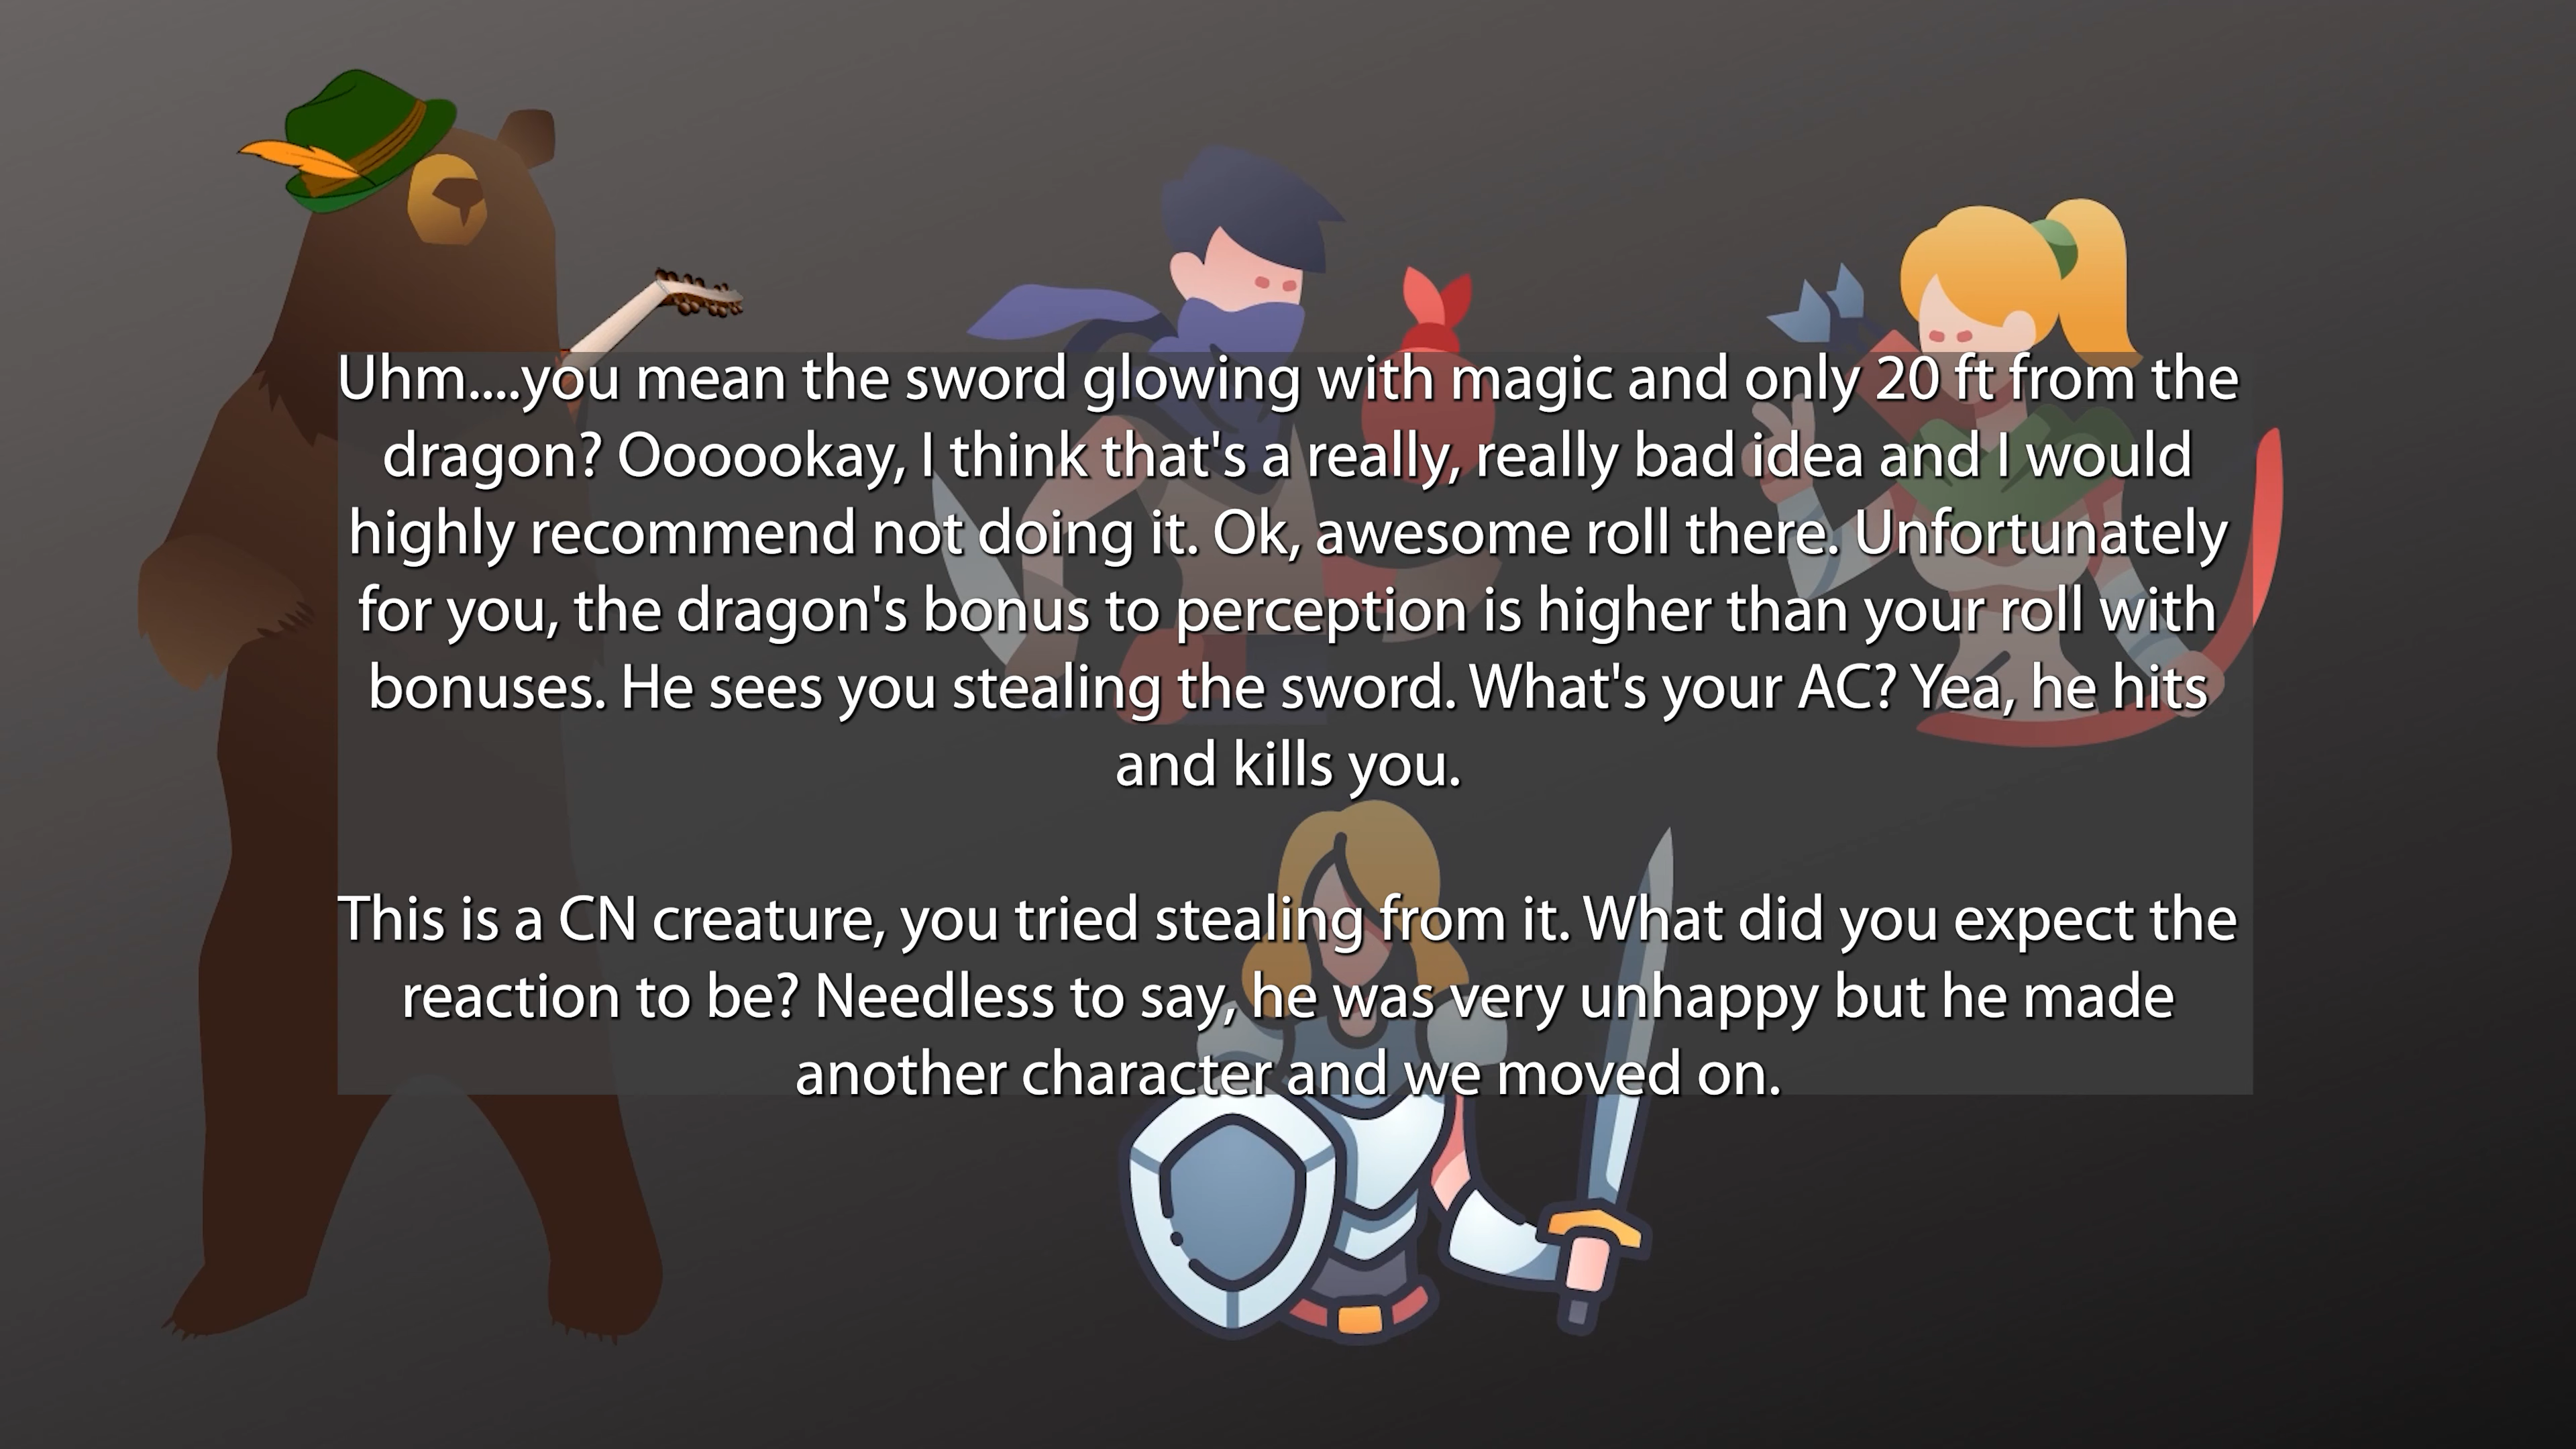 Uhm....you mean the sword glowing with magic and only 20 ft from the
dragon? Oooookay, I think that's a really, really bad idea and I would
highly recommend not doing it. Ok, awesome roll there. Unfortunately
for you, the dragon's bonus to perception is higher than your roll with
bonuses. He sees you stealing the sword. What's your AC? Yea, he hits
and kills you.
This is a CN creature, you tried stealing from it. What did you expect the
reaction to be? Needless to say, he was very unhappy but he made
another character and we moved on.